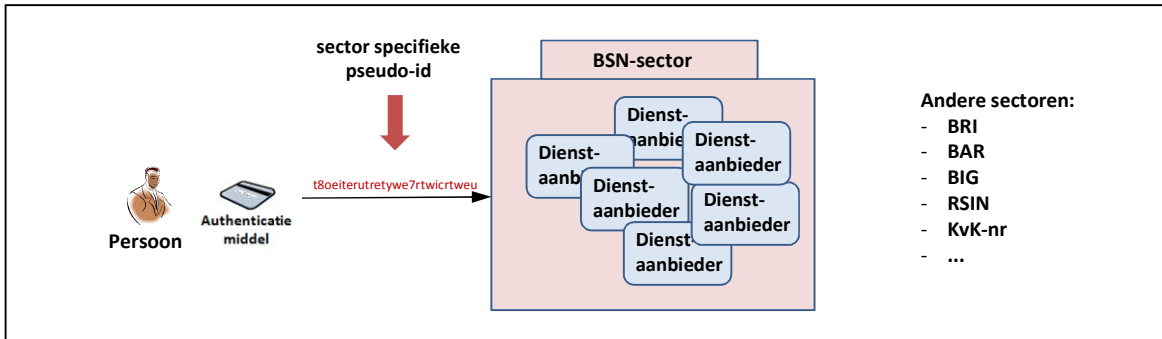 sector specifieke
pseudo-id
BSN-sector
Dienst-
aanbieder
Dienst-
aanbieder
Dienst-
aanb
Dienst-
aanbieder
Dienst-
aanbieder
Dienst-
aanbieder
t8oeiterutretywe7rtwicrtweu
Persoon
Authenticatie
middel
Andere sectoren:
- BRI
- BAR
- BIG
- RSIN
- KvK-nr
- ...